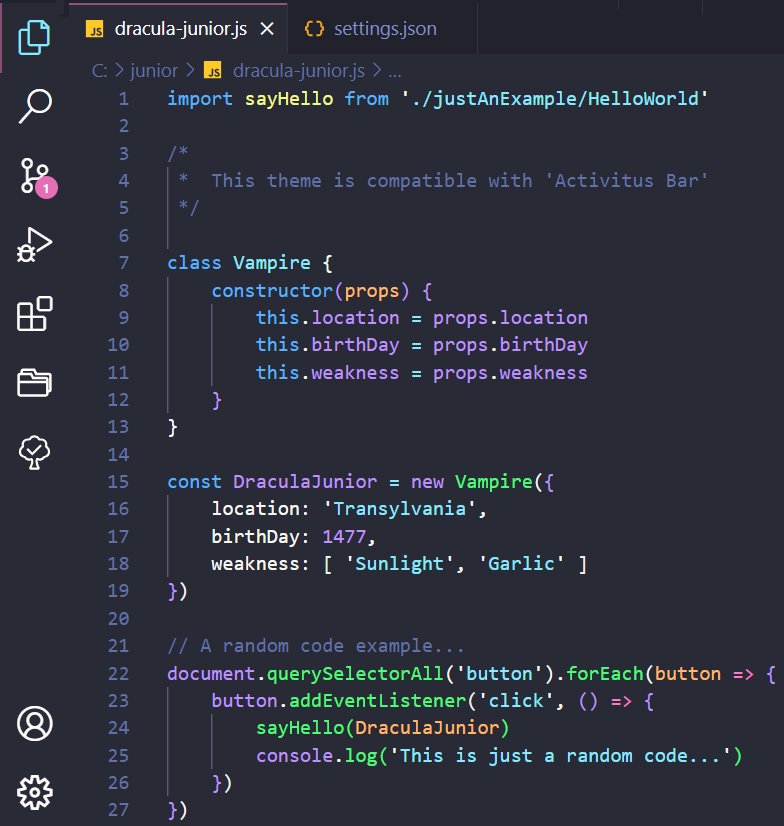 JS dracula-junior.js × {} settings.json
C: > junior > JS dracula-junior.js > ...
1 import sayHello from './justAnExample/HelloWorld'
2
3 /*
4  *  This theme is compatible with 'Activitus Bar'
5  */
6
7 class Vampire {
8     constructor(props) {
9         this.location = props.location
10         this.birthDay = props.birthDay
11         this.weakness = props.weakness
12     }
13 }
14
15 const DraculaJunior = new Vampire({
16     location: 'Transylvania',
17     birthDay: 1477,
18     weakness: [ 'Sunlight', 'Garlic' ]
19 })
20
21 // A random code example...
22 document.querySelectorAll('button').forEach(button => {
23     button.addEventListener('click', () => {
24         sayHello(DraculaJunior)
25         console.log('This is just a random code...')
26     })
27 })
1